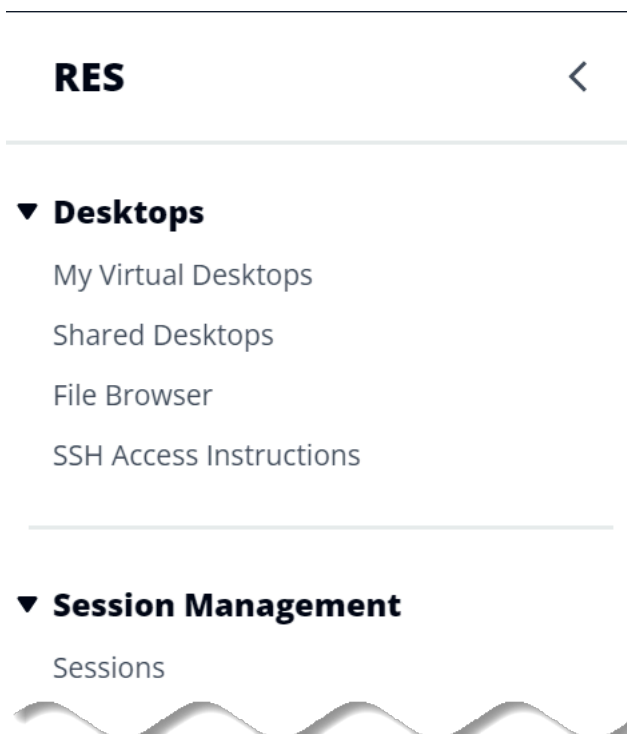 RES
Desktops
My Virtual Desktops
Shared Desktops
File Browser
SSH Access Instructions
Session Management
Sessions